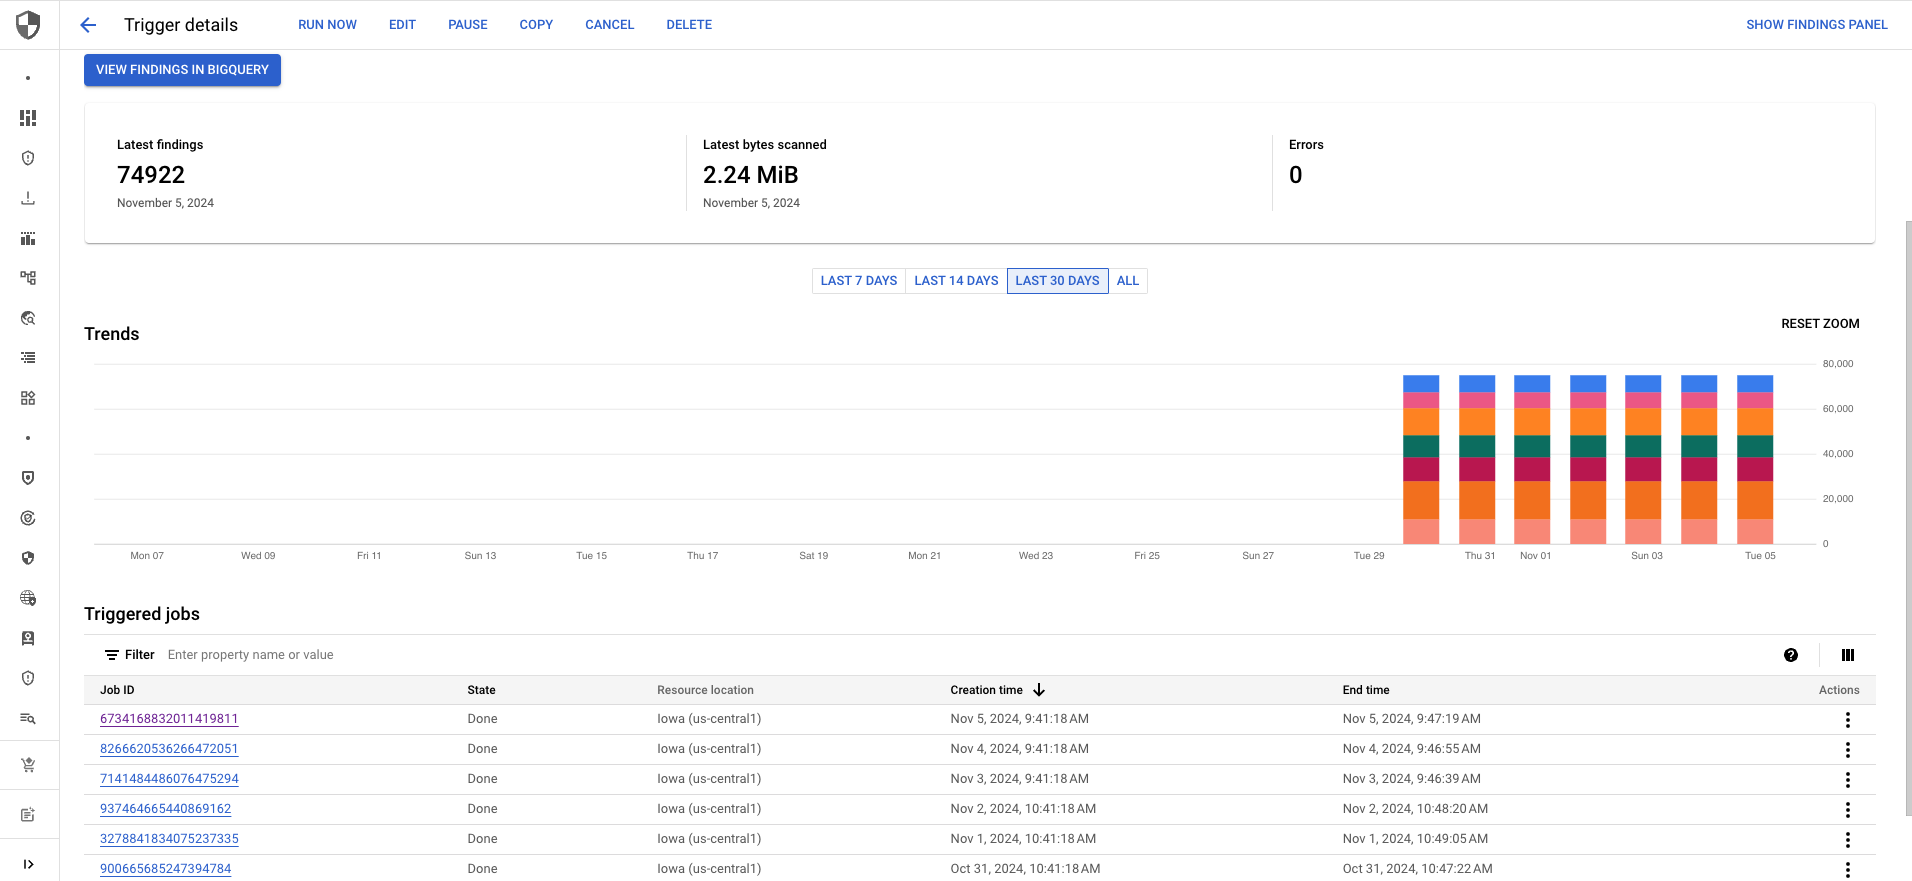 Trigger details RUN NOW EDIT PAUSE COPY CANCEL DELETE SHOW FINDINGS PANEL
VIEW FINDINGS IN BIGQUERY
Latest findings Latest bytes scanned Errors
74922 2.24 MiB 0
November 5, 2024 November 5, 2024
LAST 7 DAYS LAST 14 DAYS LAST 30 DAYS ALL
RESET ZOOM
Trends
80,000
60,000
40,000
20,000
0
Mon 07 Wed 09 Fri 11 Sun 13 Tue 15 Thu 17 Sat 19 Mon 21 Wed 23 Fri 25 Sun 27 Tue 29 Thu 31 Nov 01 Sun 03 Tue 05
Triggered jobs
Filter Enter property name or value
Job ID State Resource location Creation time End time Actions
6734168832011419811 Done Iowa (us-central1) Nov 5, 2024, 9:41:18 AM Nov 5, 2024, 9:47:19 AM
8266620536266472051 Done Iowa (us-central1) Nov 4, 2024, 9:41:18 AM Nov 4, 2024, 9:46:55 AM
7141484486076475294 Done Iowa (us-central1) Nov 3, 2024, 9:41:18 AM Nov 3, 2024, 9:46:39 AM
937464665440869162 Done Iowa (us-central1) Nov 2, 2024, 10:41:18 AM Nov 2, 2024, 10:48:20 AM
3278841834075237335 Done Iowa (us-central1) Nov 1, 2024, 10:41:18 AM Nov 1, 2024, 10:49:05 AM
900665685247394784 Done Iowa (us-central1) Oct 31, 2024, 10:41:18 AM Oct 31, 2024, 10:47:22 AM